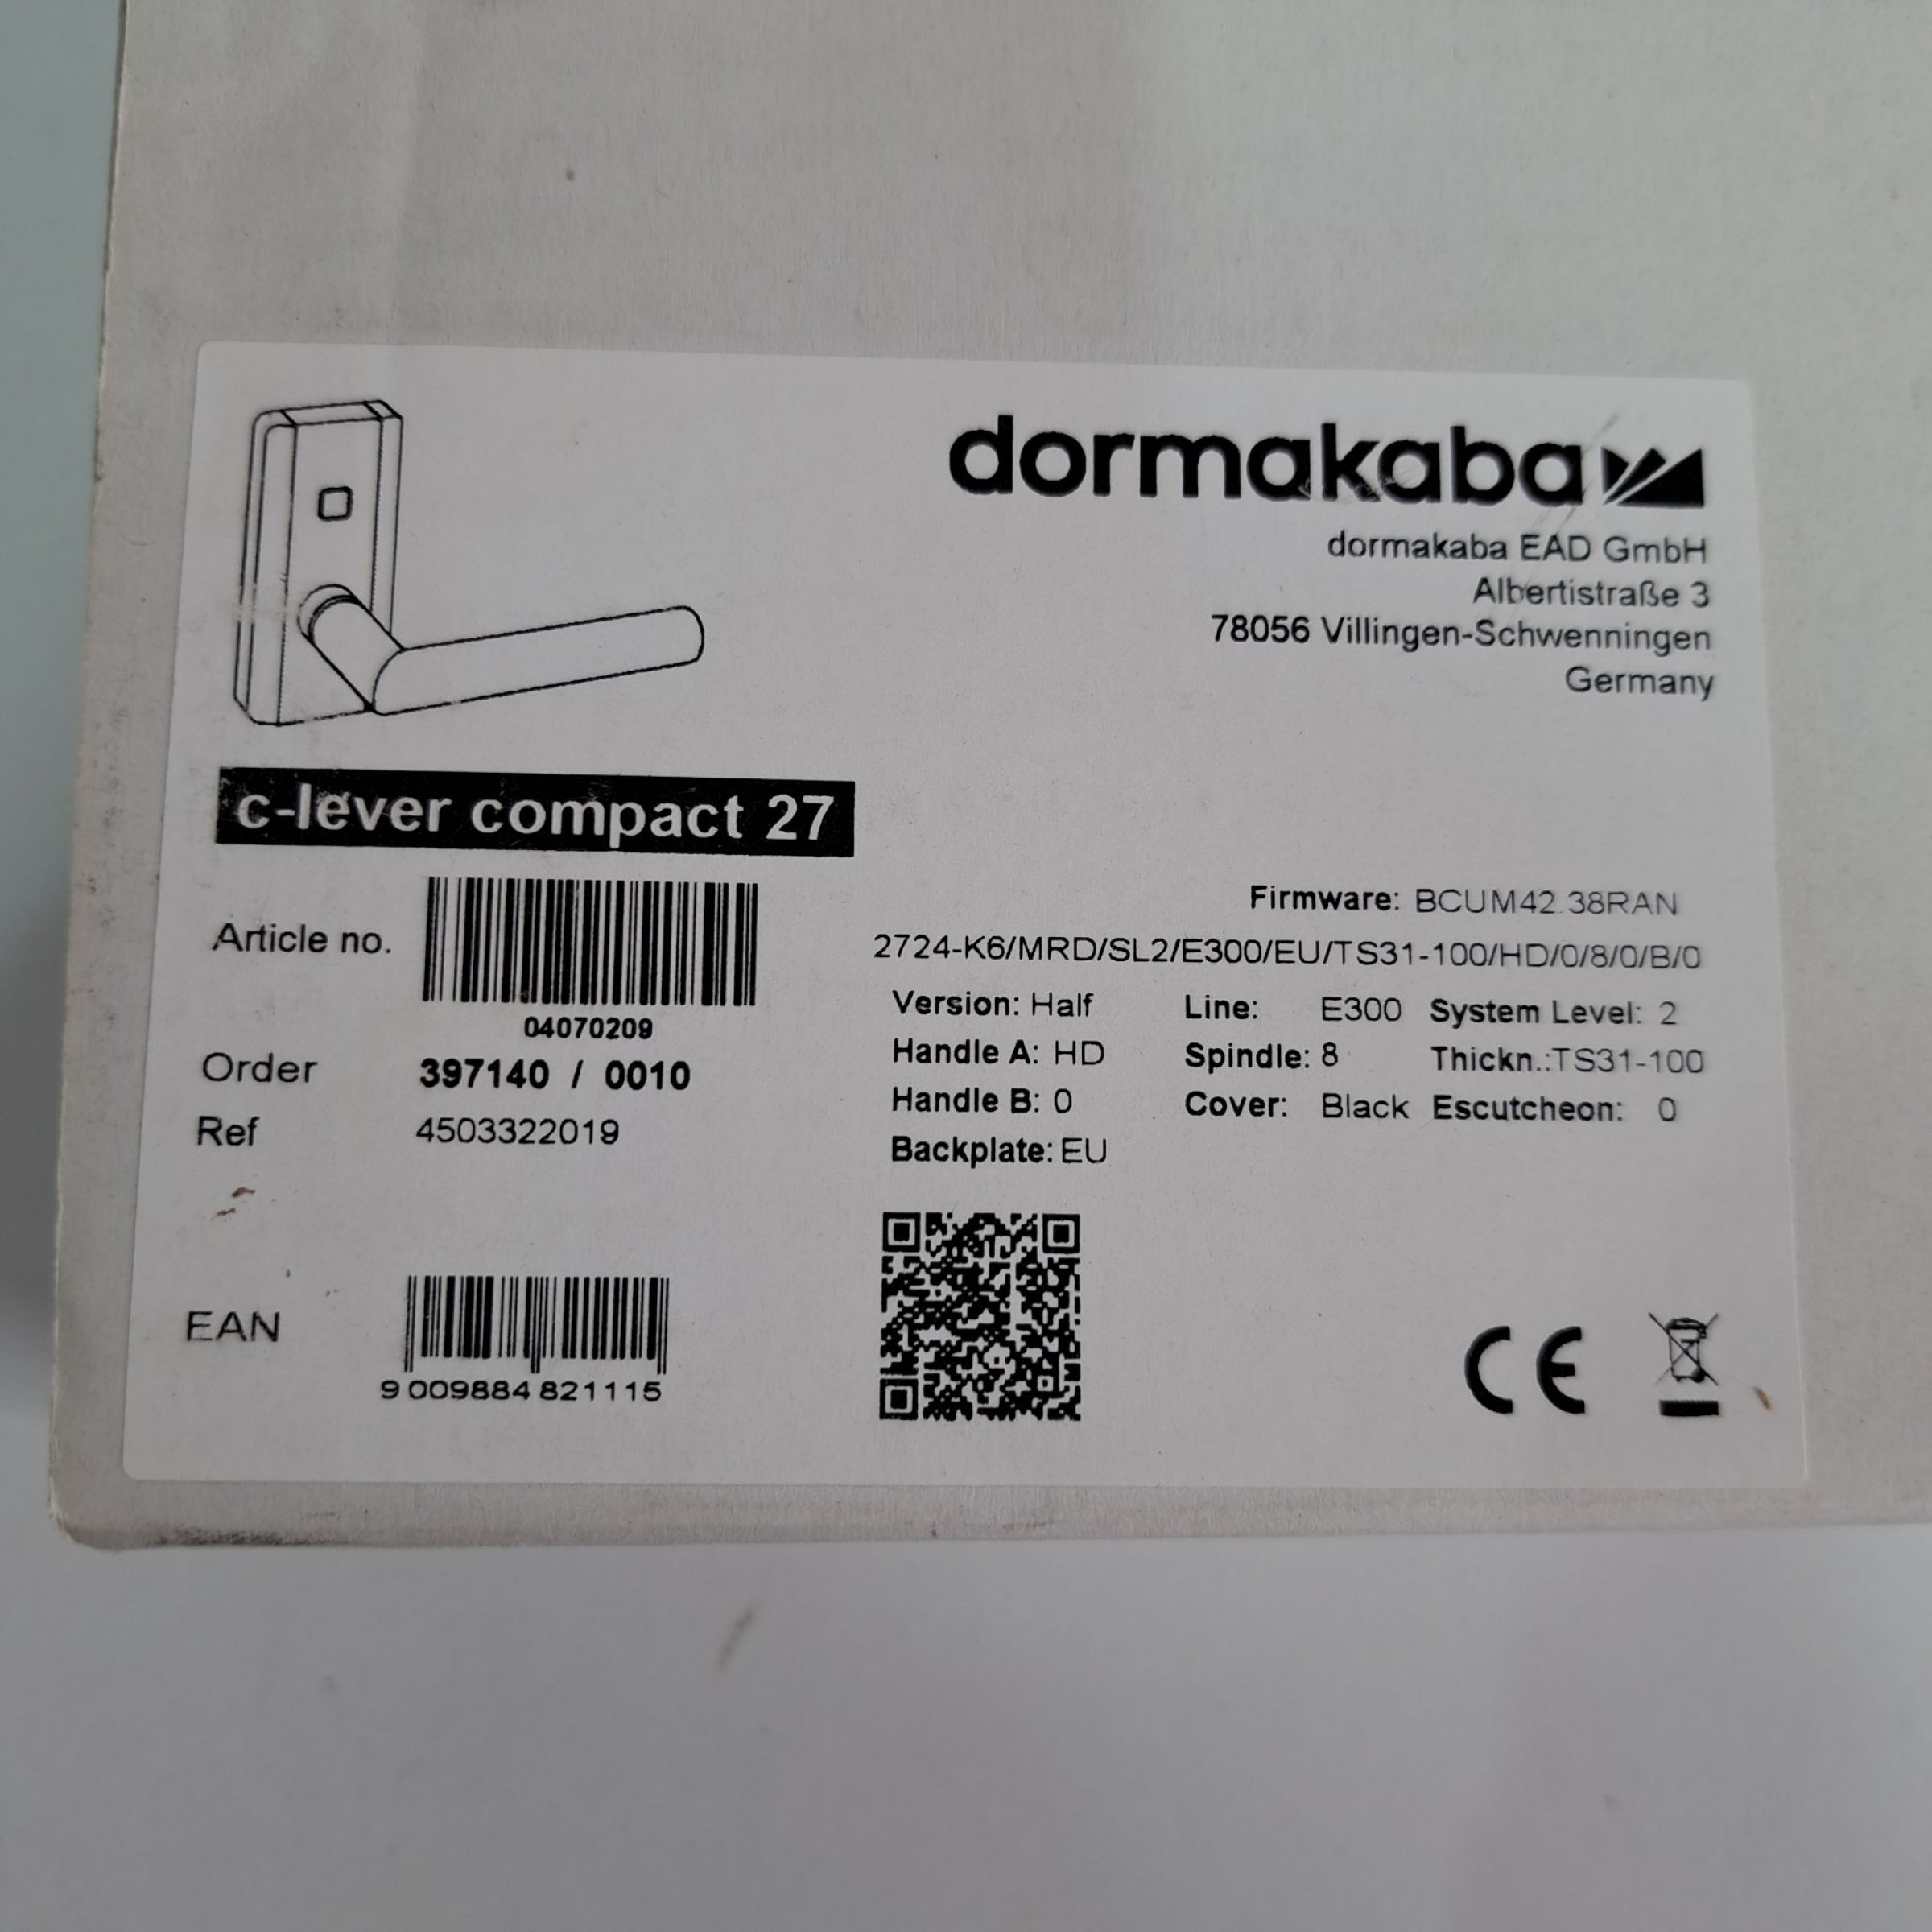 dormakaba
dormakaba EAD GmbH
Albertistraße 3
78056 Villingen-Schwenningen
Germany
c-lever compact 27
Article no.
04070209
Order 397140 / 0010
Ref 4503322019
EAN
9 009884 821115
Firmware: BCUM42.38RAN
2724-K6/MRD/SL2/E300/EU/TS31-100/HD/0/8/0/B/0
Version: Half Line: E300 System Level: 2
Handle A: HD Spindle: 8 Thickn.:TS31-100
Handle B: 0 Cover: Black Escutcheon: 0
Backplate: EU
CE